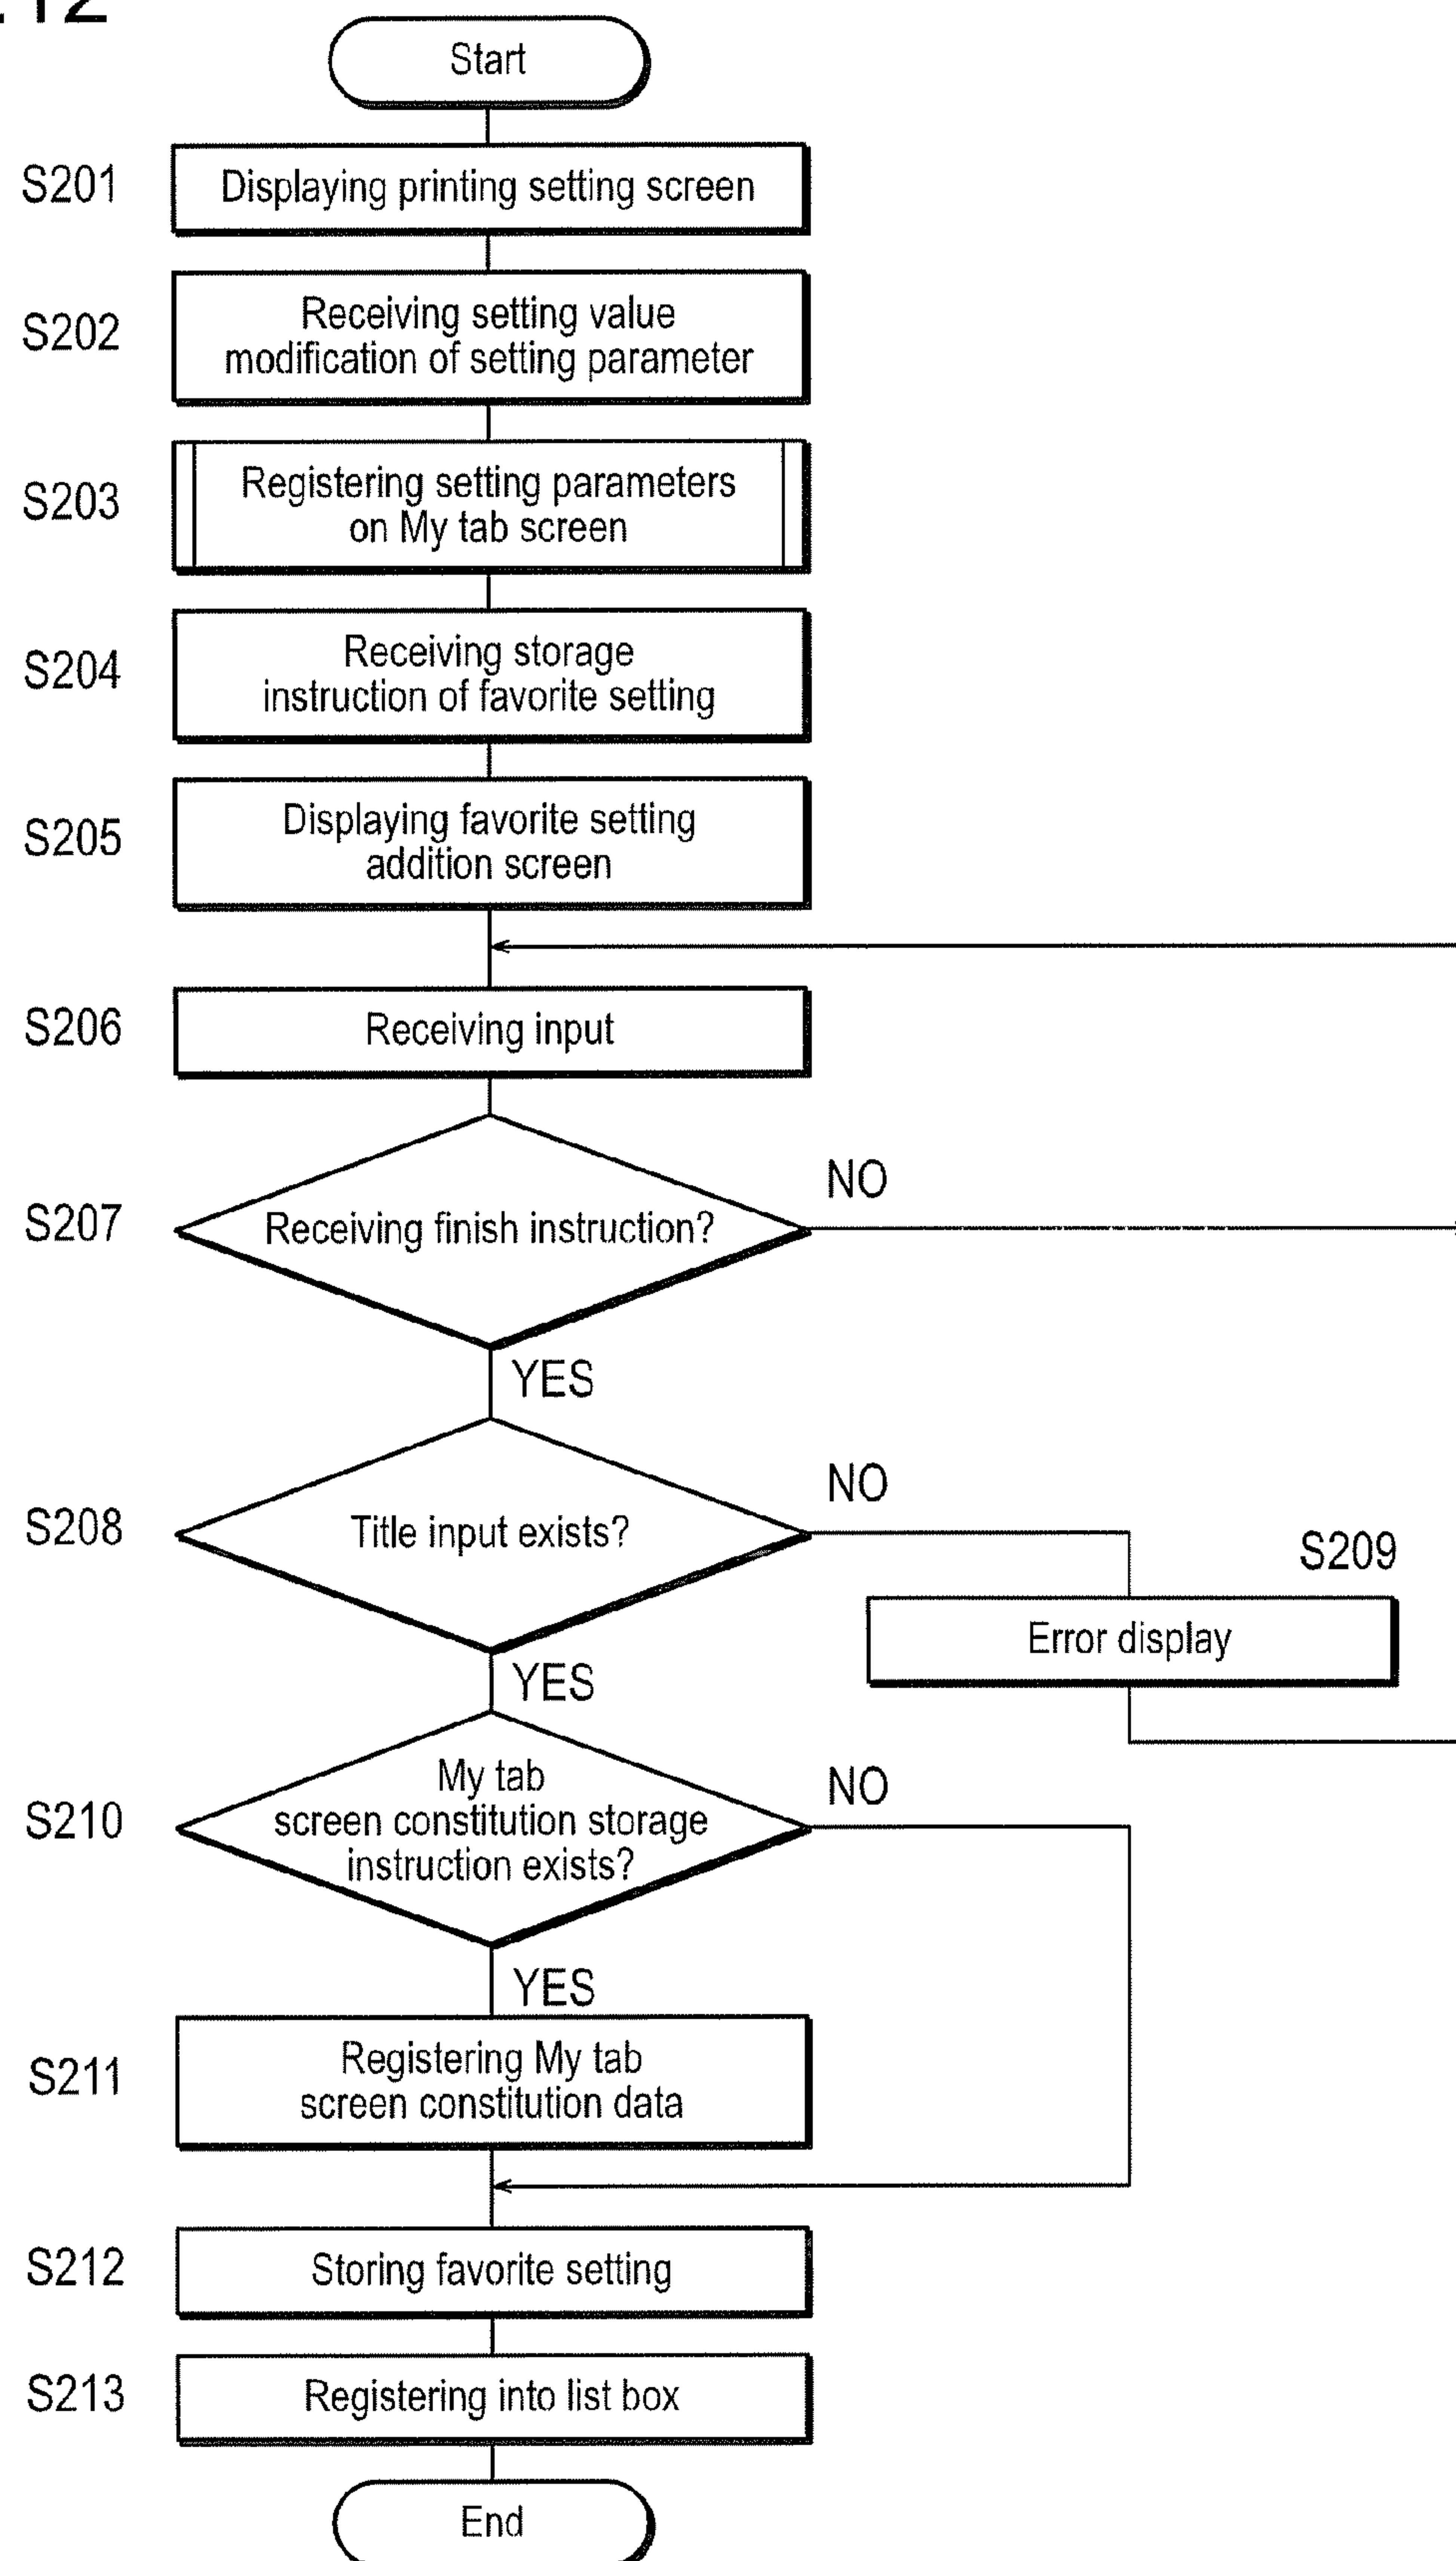 Start
S201
Displaying printing setting screen
S202
Receiving setting value
modification of setting parameter
S203
Registering setting parameters
on My tab screen
S204
Receiving storage
instruction of favorite setting
S205
Displaying favorite setting
addition screen
S206
Receiving input
S207
Receiving finish instruction?
NO
YES
S208
Title input exists?
NO
S209
Error display
YES
S210
My tab
screen constitution storage
instruction exists?
NO
YES
S211
Registering My tab
screen constitution data
S212
Storing favorite setting
S213
Registering into list box
End